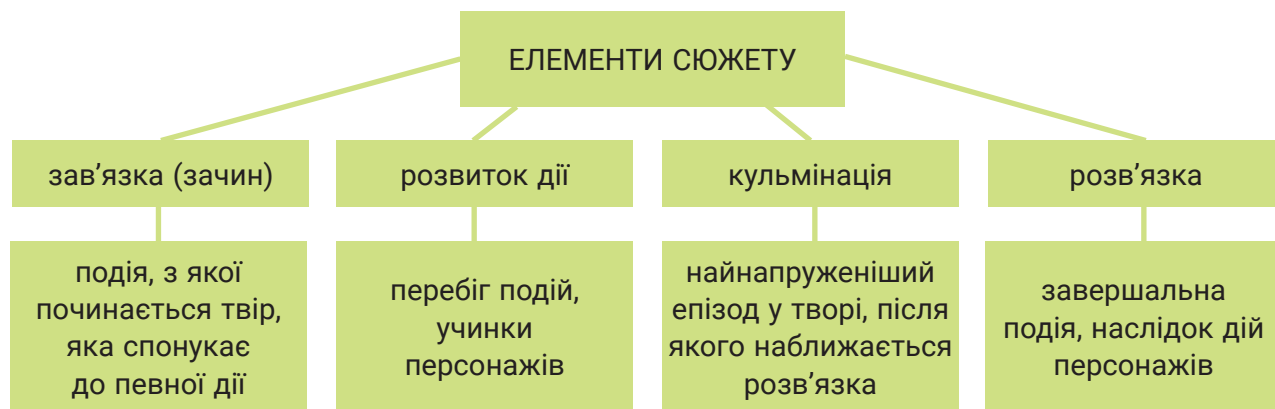 ЕЛЕМЕНТИ СЮЖЕТУ
зав’язка (зачин)
розвиток дії
кульмінація
розв’язка
подія, з якої
починається твір,
яка спонукає
до певної дії
перебіг подій,
учинки
персонажів
найнапруженіший
епізод у творі, після
якого наближається
розв’язка
завершальна
подія, наслідок дій
персонажів